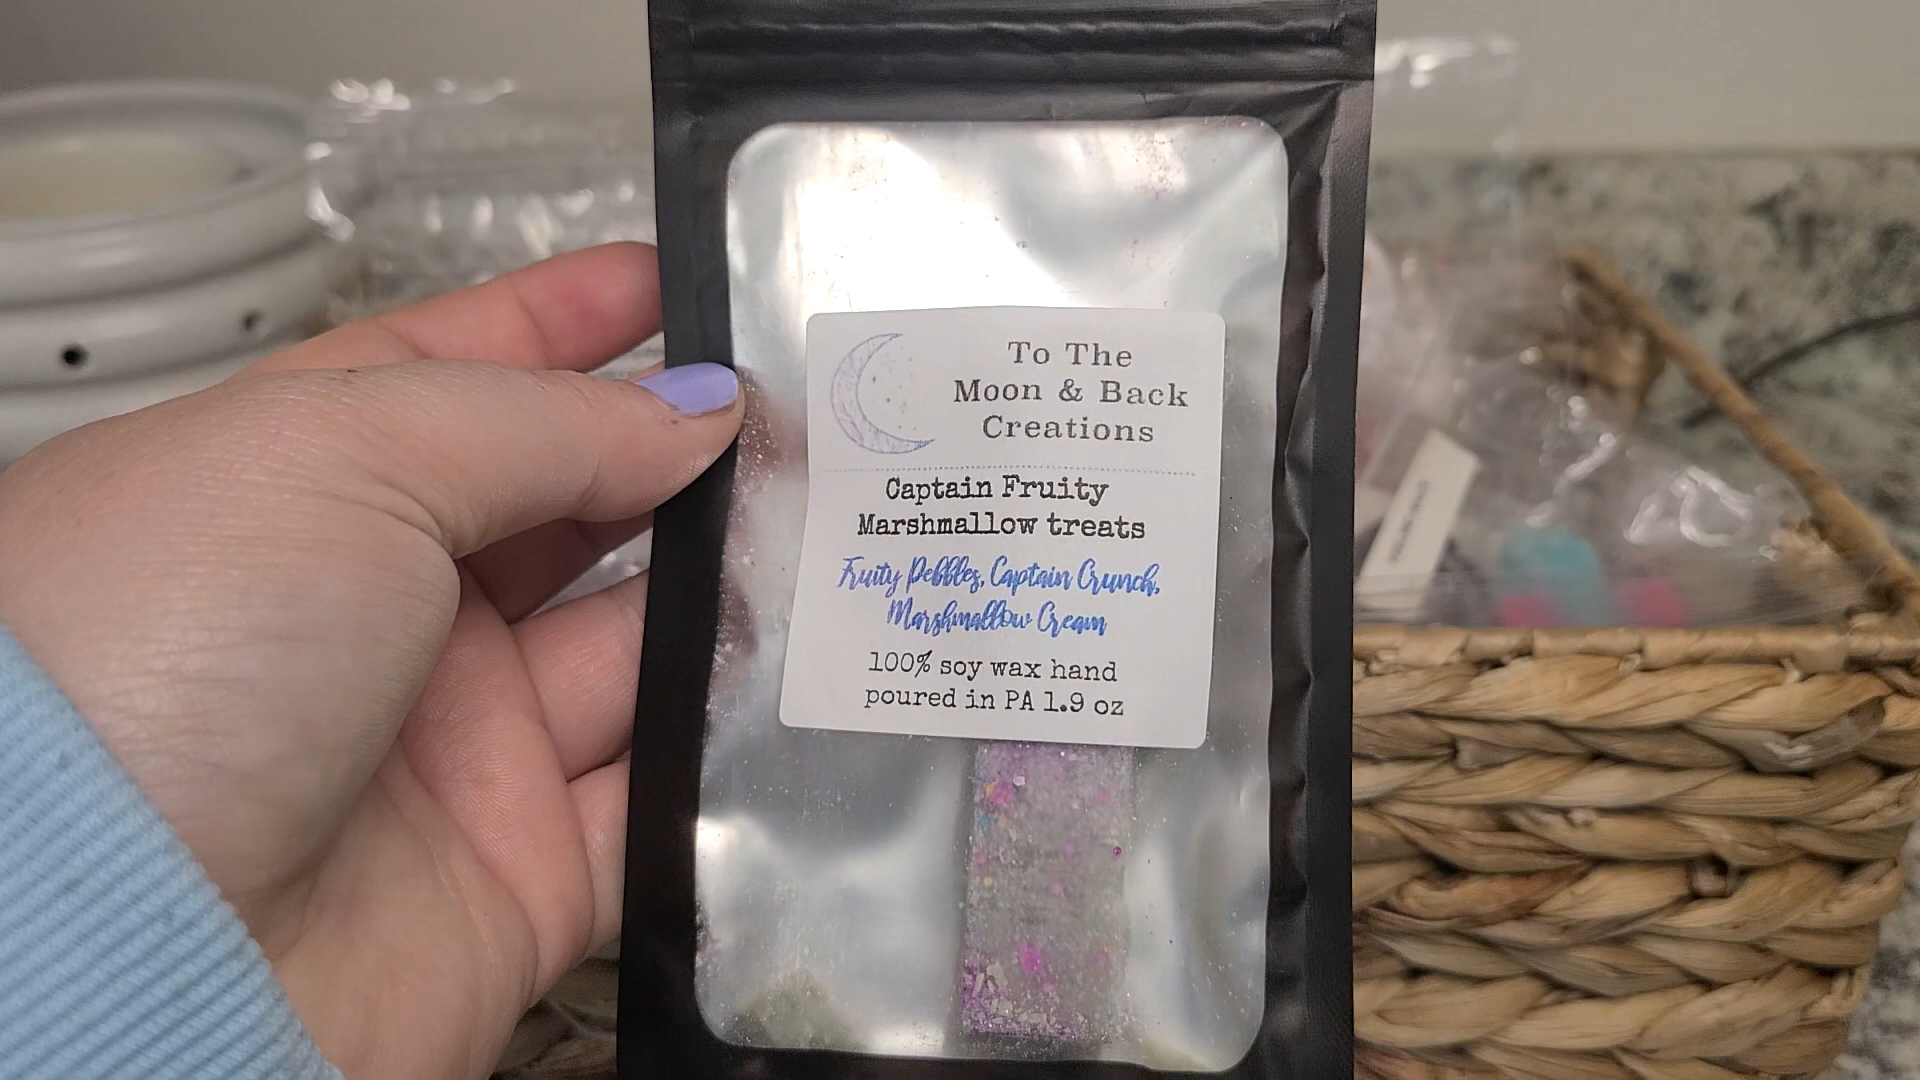 To The
Moon & Back
Creations
Captain Fruity
Marshmallow treats
Fruity Pebbles, Captain Crunch,
Marshmallow Cream
100% soy wax hand
poured in PA 1.9 oz